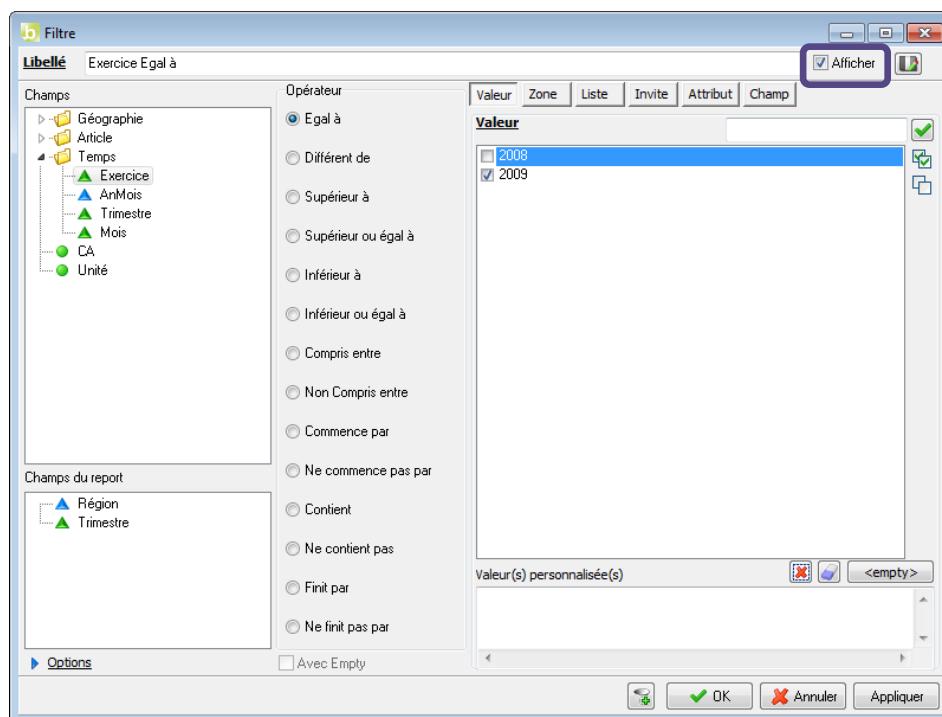 Filtre
Libellé Exercice Egal à Afficher
Champs
Géographie
Article
Temps
Exercice
AnMois
Trimestre
Mois
CA
Unité
Champs du report
Région
Trimestre
Options
Opérateur
Egal à
Différent de
Supérieur à
Supérieur ou égal à
Inférieur à
Inférieur ou égal à
Compris entre
Non Compris entre
Commence par
Ne commence pas par
Contient
Ne contient pas
Finit par
Ne finit pas par
Avec Empty
Valeur Zone Liste Invite Attribut Champ
Valeur
2008
2009
Valeur(s) personnalisée(s) <empty>
OK Annuler Appliquer